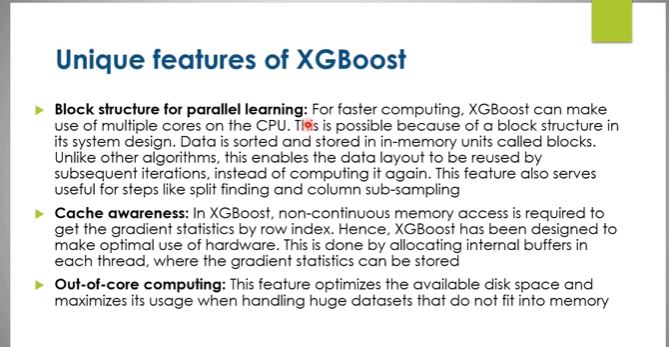 Unique features of XGBoost
Block structure for parallel learning: For faster computing, XGBoost can make
use of multiple cores on the CPU. This is possible because of a block structure in
its system design. Data is sorted and stored in in-memory units called blocks.
Unlike other algorithms, this enables the data layout to be reused by
subsequent iterations, instead of computing it again. This feature also serves
useful for steps like split finding and column sub-sampling
Cache awareness: In XGBoost, non-continuous memory access is required to
get the gradient statistics by row index. Hence, XGBoost has been designed to
make optimal use of hardware. This is done by allocating internal buffers in
each thread, where the gradient statistics can be stored
Out-of-core computing: This feature optimizes the available disk space and
maximizes its usage when handling huge datasets that do not fit into memory